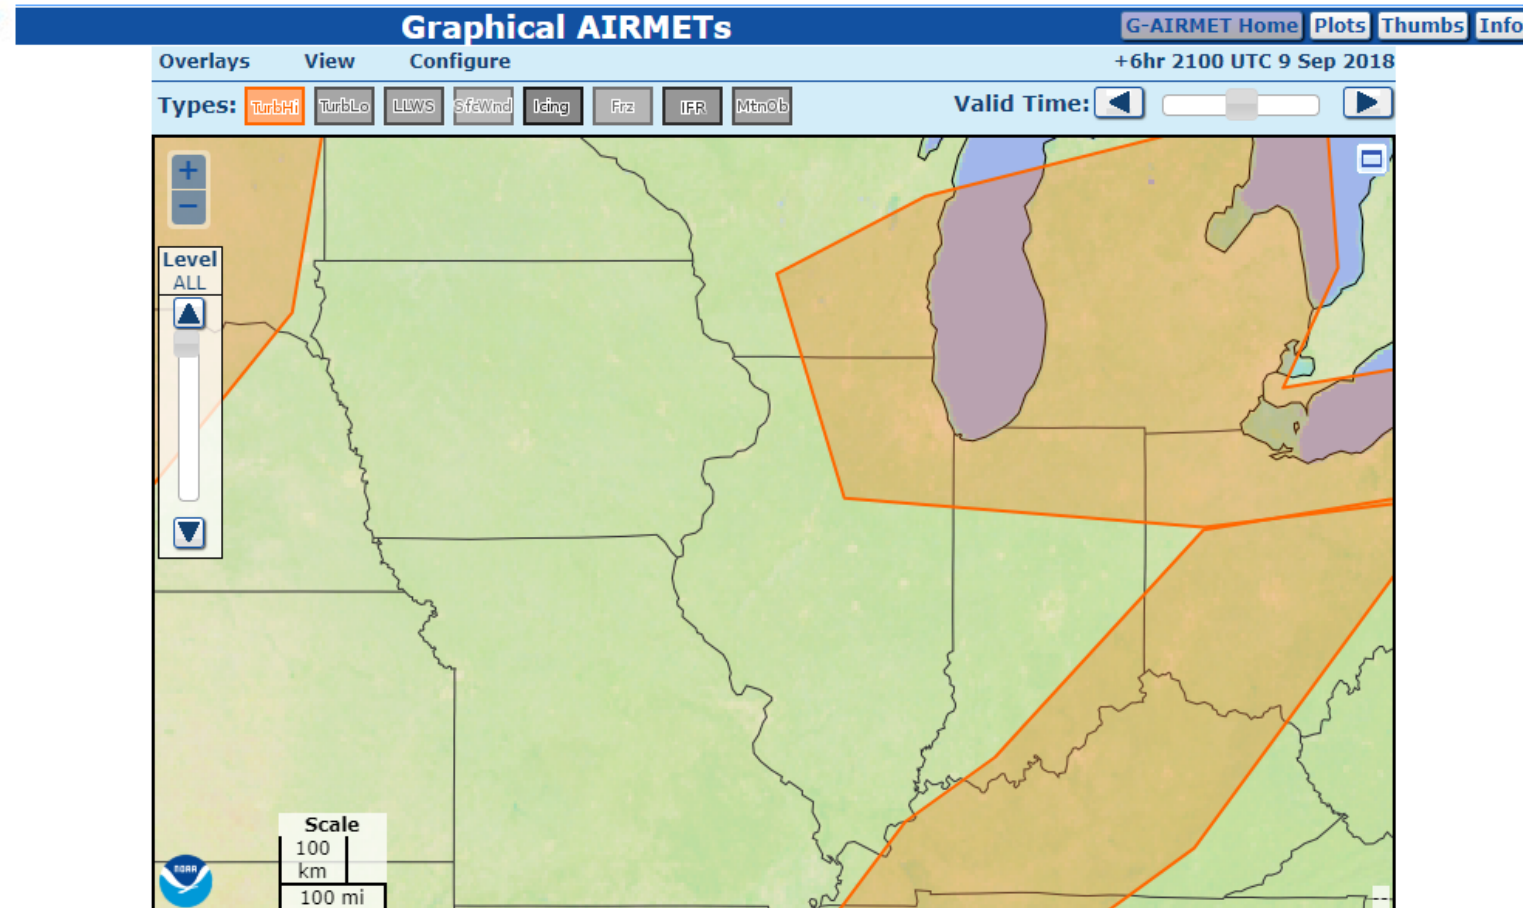 Graphical AIRMETs
G-AIRMET Home Plots Thumbs Info
Overlays View Configure +6hr 2100 UTC 9 Sep 2018
Types: TurbHi TurbLo LLWS SfcWnd Icing Frz IFR MtnOb Valid Time:
+
−
Level
ALL
Scale
100
km
100 mi
NOAA